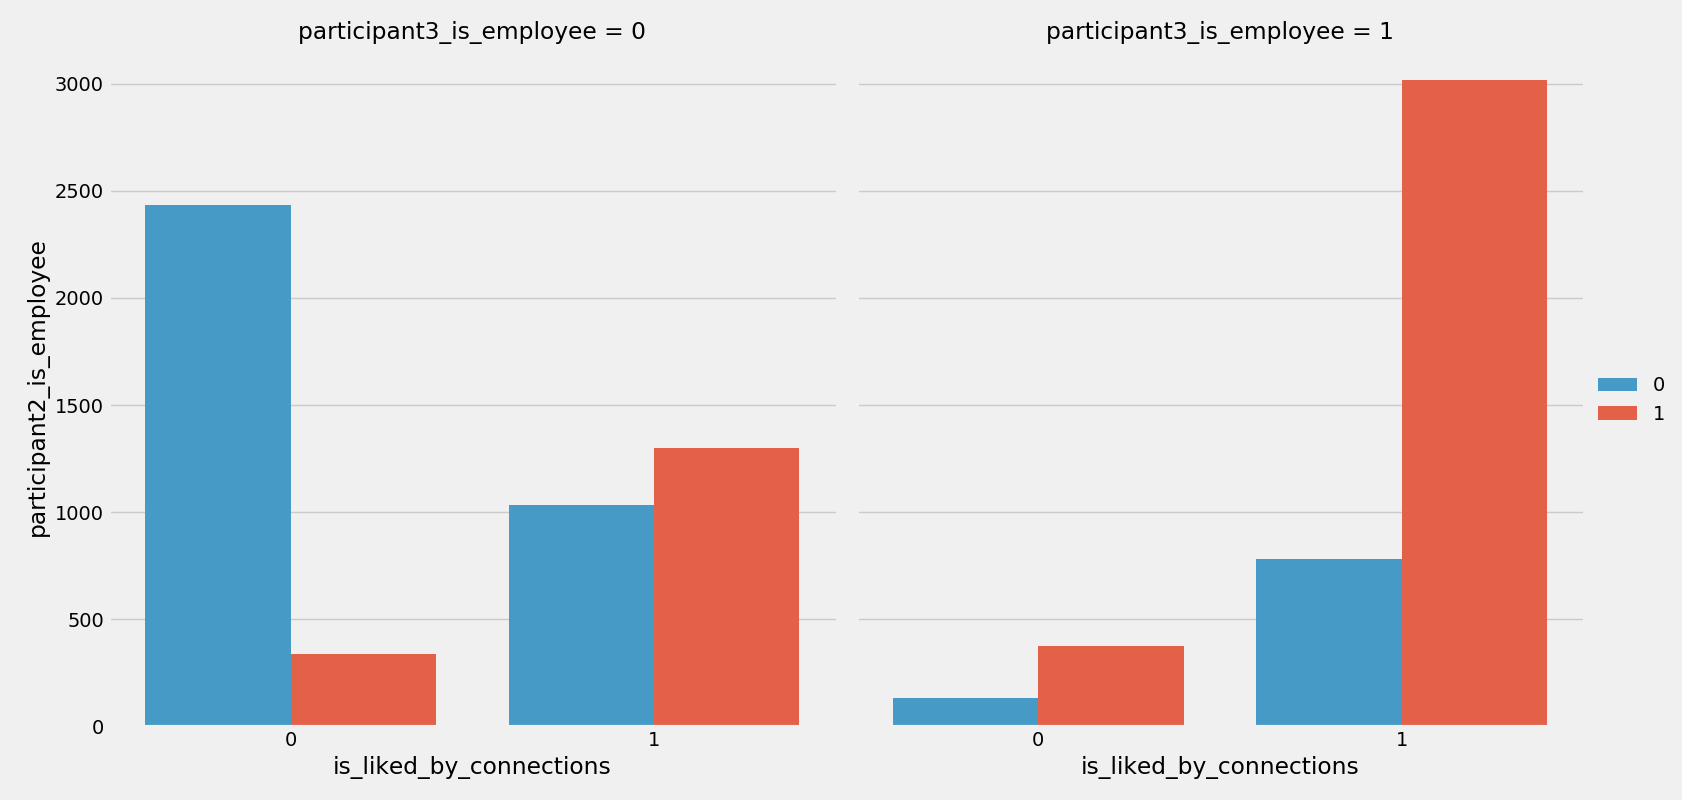 participant3_is_employee = 0
participant3_is_employee = 1
participant2_is_employee
3000
2500
2000
1500
1000
500
0
0
1
0
1
is_liked_by_connections
is_liked_by_connections
0
1